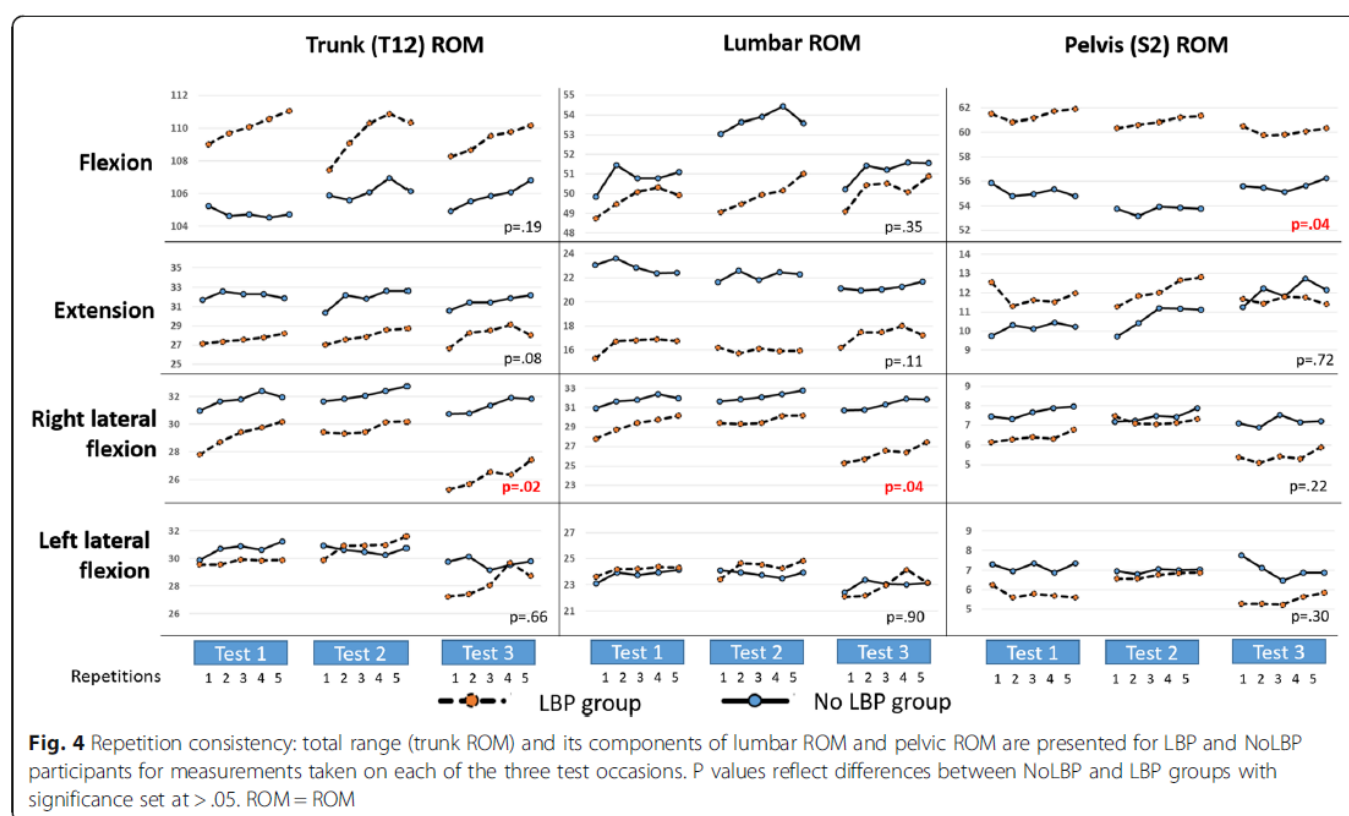 Trunk (T12) ROM Lumbar ROM Pelvis (S2) ROM
Flexion
112
110
108
106
104
p=.19
55
54
53
52
51
50
49
48
p=.35
62
60
58
56
54
52
p=.04
Extension
35
33
31
29
27
25
p=.08
24
22
20
18
16
p=.11
14
13
12
11
10
9
p=.72
Right lateral
flexion
32
30
28
26
p=.02
33
31
29
27
25
23
p=.04
9
8
7
6
5
p=.22
Left lateral
flexion
32
30
28
26
p=.66
27
25
23
21
p=.90
9
8
7
6
5
p=.30
Test 1 Test 2 Test 3 Test 1 Test 2 Test 3 Test 1 Test 2 Test 3
Repetitions 1 2 3 4 5 1 2 3 4 5 1 2 3 4 5 1 2 3 4 5 1 2 3 4 5 1 2 3 4 5 1 2 3 4 5 1 2 3 4 5 1 2 3 4 5
LBP group No LBP group
Fig. 4 Repetition consistency: total range (trunk ROM) and its components of lumbar ROM and pelvic ROM are presented for LBP and NoLBP
participants for measurements taken on each of the three test occasions. P values reflect differences between NoLBP and LBP groups with
significance set at > .05. ROM = ROM